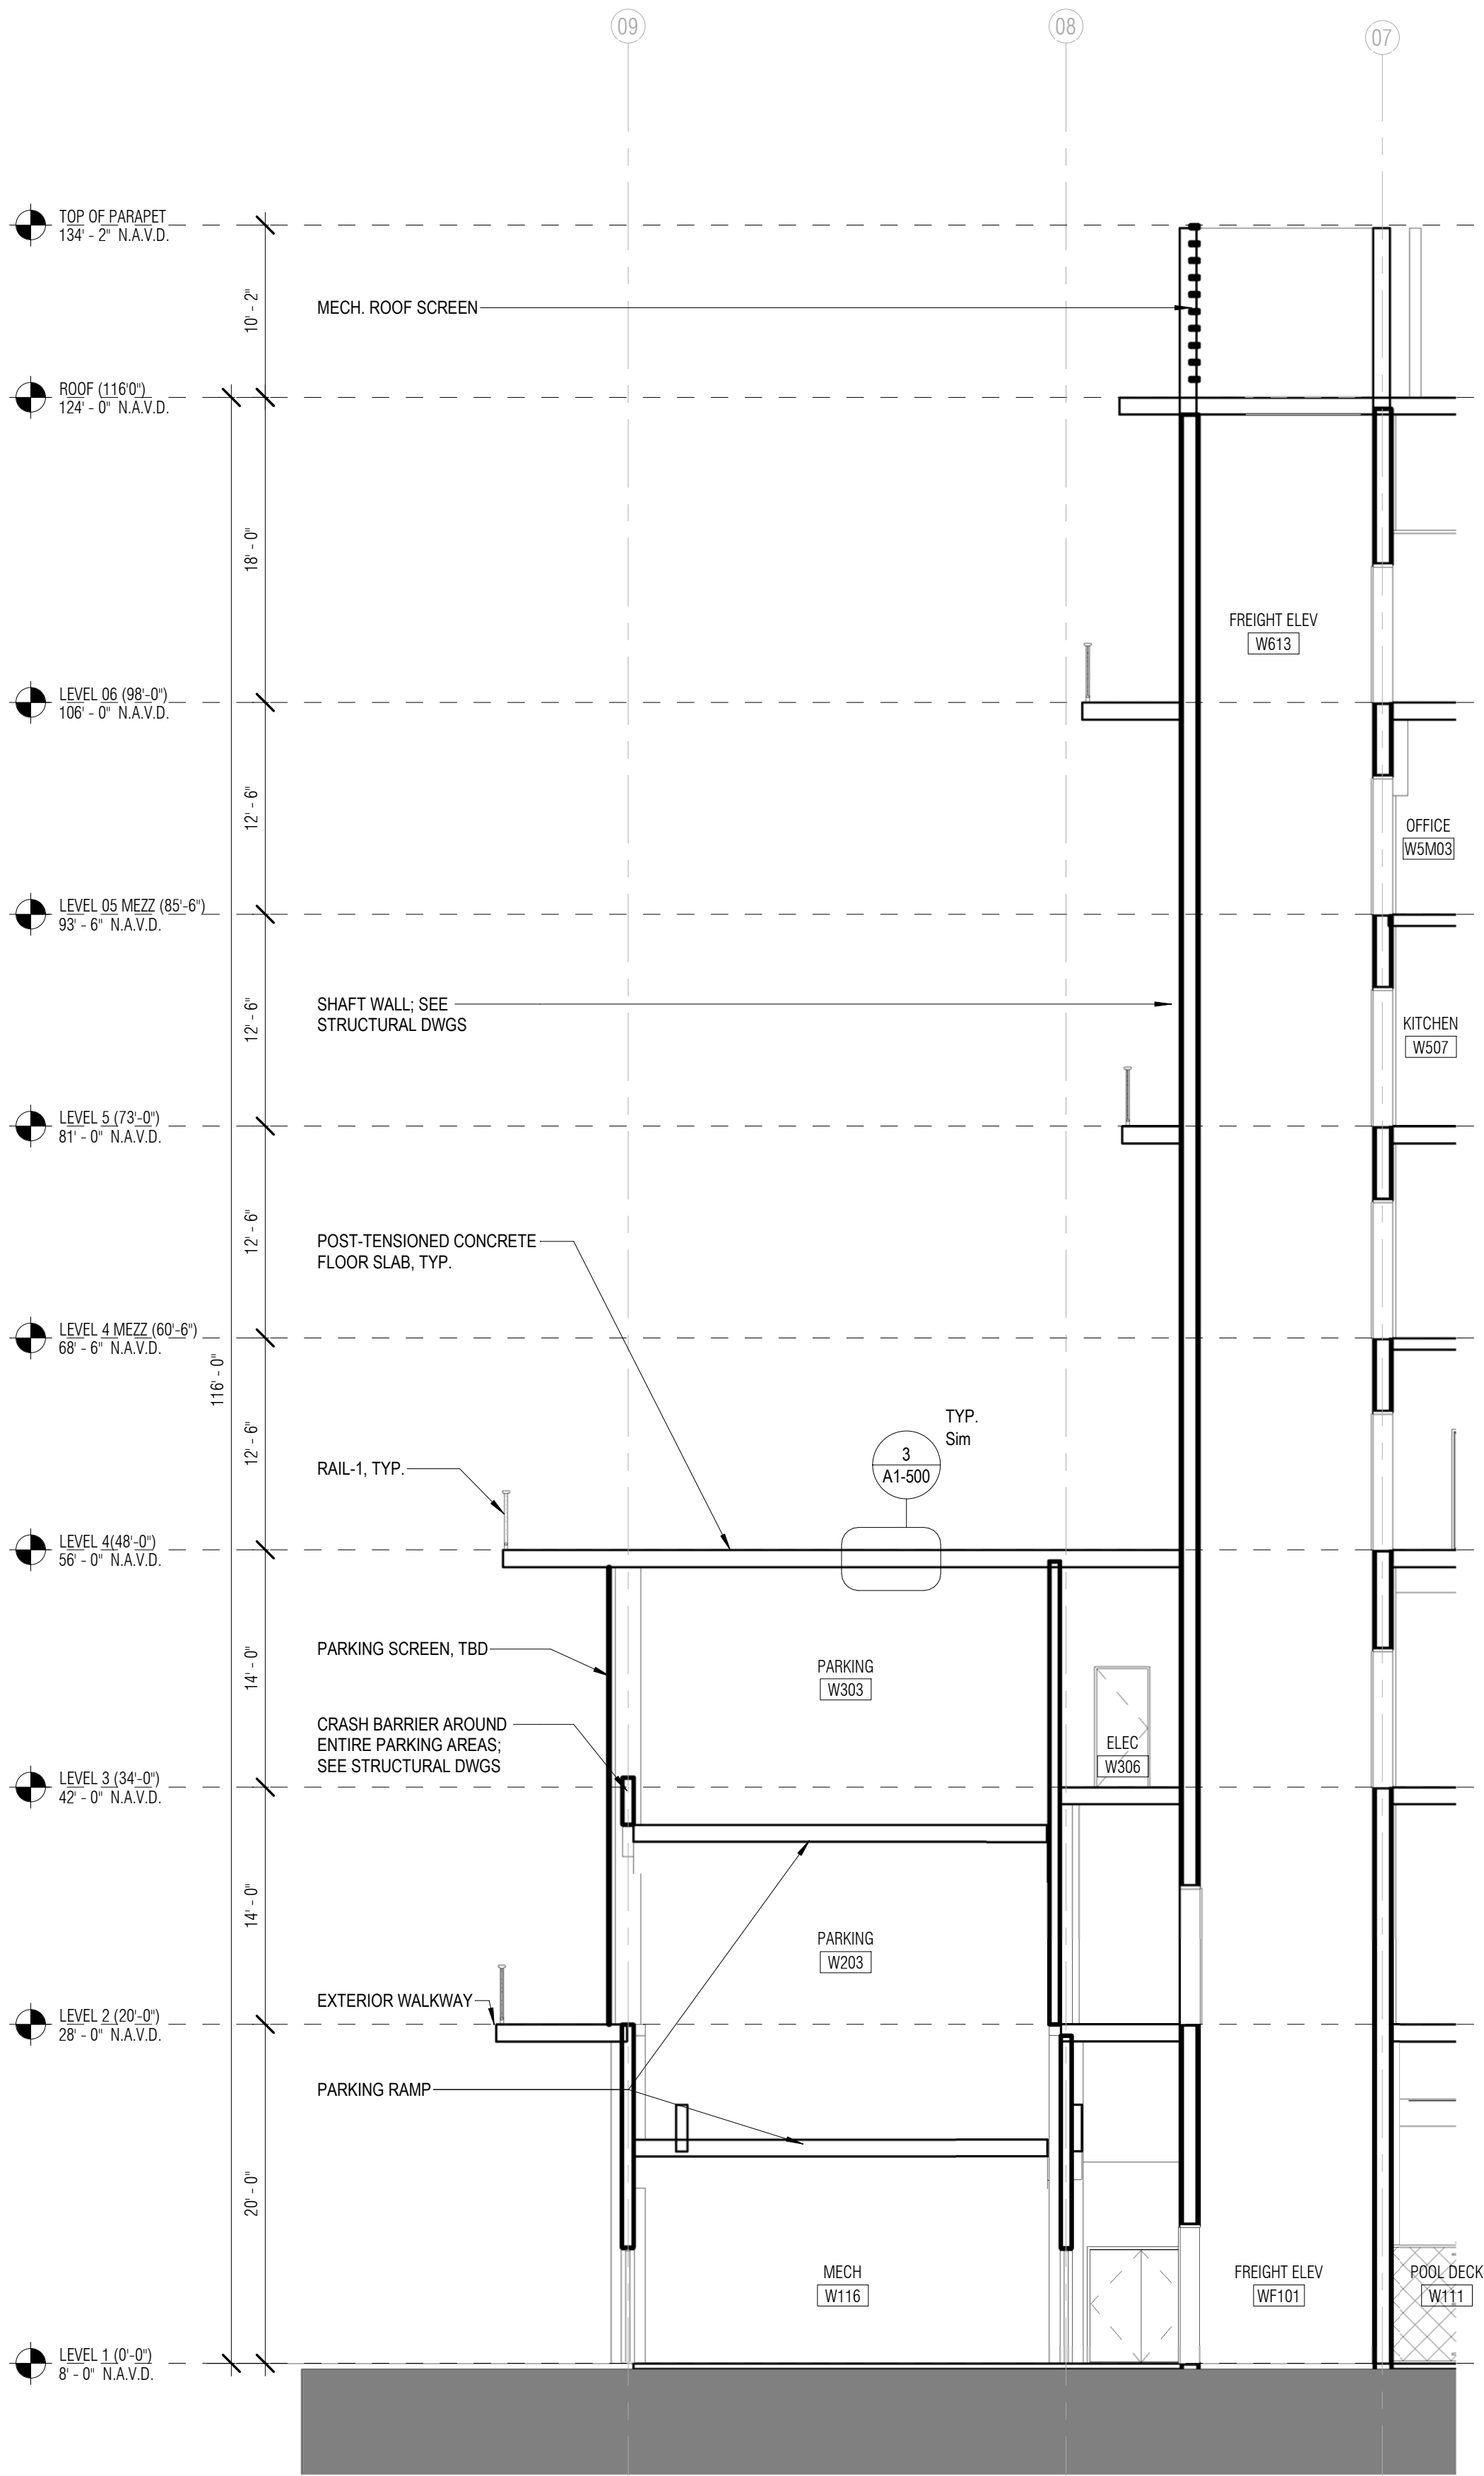 09
08
07
TOP OF PARAPET
134' - 2" N.A.V.D.
10' - 2"
MECH. ROOF SCREEN
ROOF (116'0")
124' - 0" N.A.V.D.
18' - 0"
FREIGHT ELEV
W613
LEVEL 06 (98'-0")
106' - 0" N.A.V.D.
12' - 6"
OFFICE
W5M03
LEVEL 05 MEZZ (85'-6")
93' - 6" N.A.V.D.
12' - 6"
SHAFT WALL; SEE
STRUCTURAL DWGS
KITCHEN
W507
LEVEL 5 (73'-0")
81' - 0" N.A.V.D.
12' - 6"
POST-TENSIONED CONCRETE
FLOOR SLAB, TYP.
LEVEL 4 MEZZ (60'-6")
68' - 6" N.A.V.D.
116' - 0"
12' - 6"
TYP.
Sim
3
A1-500
RAIL-1, TYP.
LEVEL 4(48'-0")
56' - 0" N.A.V.D.
14' - 0"
PARKING SCREEN, TBD
PARKING
W303
CRASH BARRIER AROUND
ENTIRE PARKING AREAS;
SEE STRUCTURAL DWGS
ELEC
W306
LEVEL 3 (34'-0")
42' - 0" N.A.V.D.
14' - 0"
PARKING
W203
EXTERIOR WALKWAY
LEVEL 2 (20'-0")
28' - 0" N.A.V.D.
PARKING RAMP
20' - 0"
MECH
W116
FREIGHT ELEV
WF101
POOL DECK
W111
LEVEL 1 (0'-0")
8' - 0" N.A.V.D.